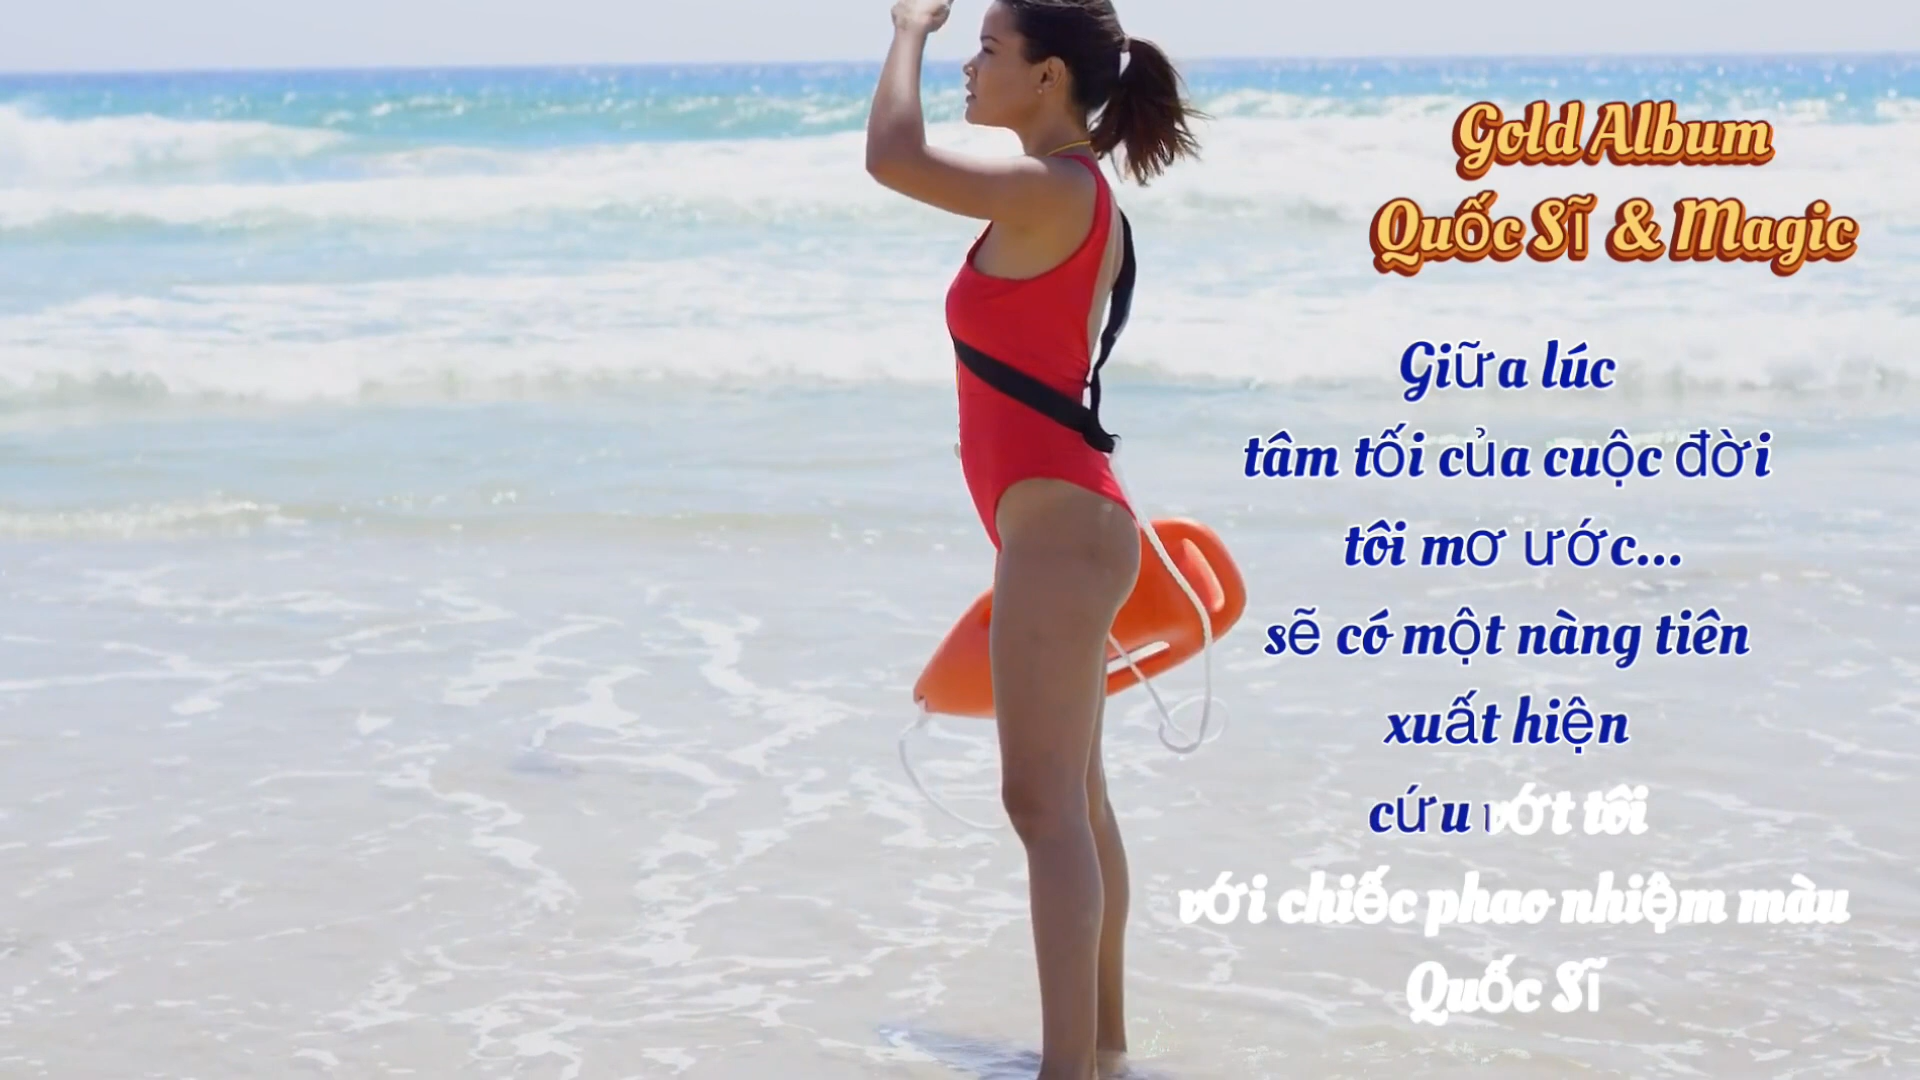 Gold Album
Quốc Sĩ & Magic
Giữa lúc
tâm tối của cuộc đời
tôi mơ ước...
sẽ có một nàng tiên
xuất hiện
cứu vớt tôi
với chiếc phao nhiệm màu
Quốc Sĩ